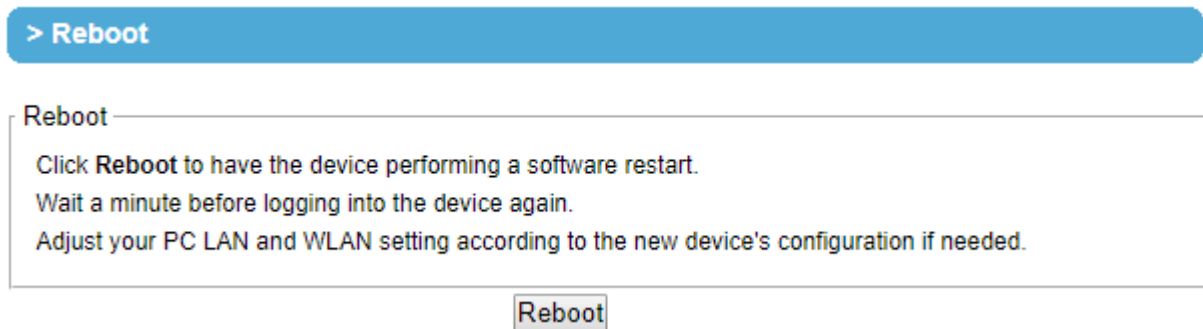 > Reboot
Reboot
Click Reboot to have the device performing a software restart.
Wait a minute before logging into the device again.
Adjust your PC LAN and WLAN setting according to the new device's configuration if needed.
Reboot